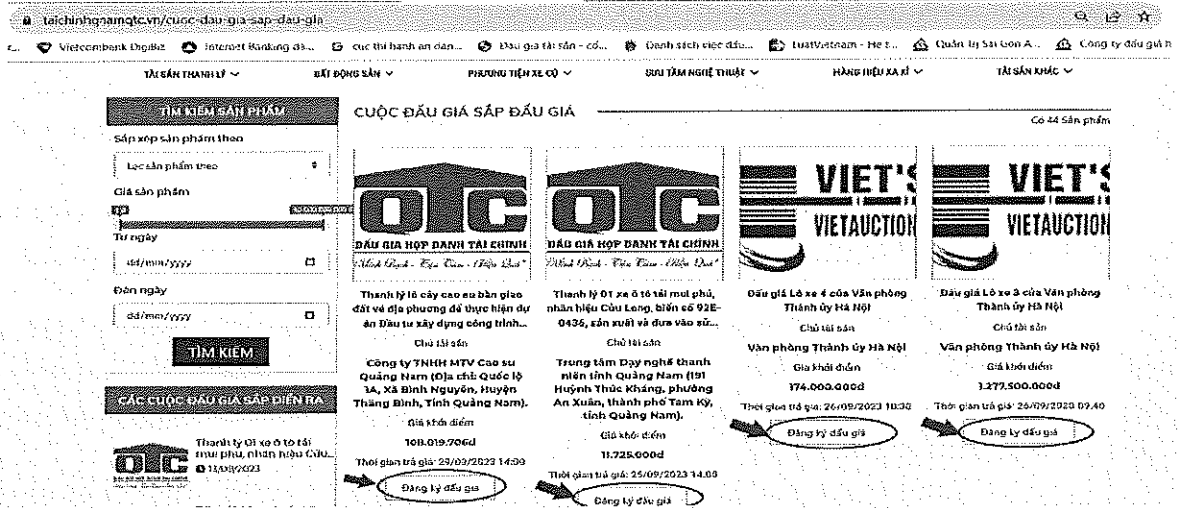 taichinhqnamqtc.vn/cuoc-dau-gia-sap-dau-gia
Vietcombank DigiBiz
Internet Banking dà...
cục thi hành án dân...
Đấu giá tài sản - cổ...
Danh sách việc đấu...
LuatVietnam - Hệ t...
Quản Trị Sài Gòn A...
Công ty đấu giá h
TÀI SẢN THANH LÝ
BẤT ĐỘNG SẢN
PHƯƠNG TIỆN XE CỘ
SƯU TẦM NGHỆ THUẬT
HÀNG HIỆU XA XỈ
TÀI SẢN KHÁC
TÌM KIẾM SẢN PHẨM
Sắp xếp sản phẩm theo
Lọc sản phẩm theo
Giá sản phẩm
Từ ngày
dd/mm/yyyy
Đến ngày
dd/mm/yyyy
TÌM KIẾM
CÁC CUỘC ĐẤU GIÁ SẮP DIỄN RA
Thanh lý 01 xe ô tô tải
mui phủ, nhãn hiệu Cửu...
13/09/2023
CUỘC ĐẤU GIÁ SẮP ĐẤU GIÁ
Có 44 Sản phẩm
QTC
ĐẤU GIÁ HỢP DANH TÀI CHÍNH
Thanh lý lô cây cao su bàn giao
đất về địa phương để thực hiện dự
án Đầu tư xây dựng công trình...
Chủ tài sản
Công ty TNHH MTV Cao su
Quảng Nam (Địa chỉ: Quốc lộ
1A, Xã Bình Nguyên, Huyện
Thăng Bình, Tỉnh Quảng Nam).
Giá khởi điểm
108.019.706đ
Thời gian trả giá: 29/09/2023 14:00
Đăng ký đấu giá
QTC
ĐẤU GIÁ HỢP DANH TÀI CHÍNH
Thanh lý 01 xe ô tô tải mui phủ,
nhãn hiệu Cửu Long, biển số 92E-
0436, sản xuất và đưa vào sử...
Chủ tài sản
Trung tâm Dạy nghề thanh
niên tỉnh Quảng Nam (191
Huỳnh Thúc Kháng, phường
An Xuân, thành phố Tam Kỳ,
tỉnh Quảng Nam).
Giá khởi điểm
11.725.000đ
Thời gian trả giá: 26/09/2023 14:00
Đăng ký đấu giá
VIET'S
VIETAUCTION
Đấu giá Lô xe 4 của Văn phòng
Thành ủy Hà Nội
Chủ tài sản
Văn phòng Thành ủy Hà Nội
Giá khởi điểm
174.000.000đ
Thời gian trả giá: 26/09/2023 10:30
Đăng ký đấu giá
VIET'S
VIETAUCTION
Đấu giá Lô xe 3 của Văn phòng
Thành ủy Hà Nội
Chủ tài sản
Văn phòng Thành ủy Hà Nội
Giá khởi điểm
1.277.500.000đ
Thời gian trả giá: 26/09/2023 09:40
Đăng ký đấu giá